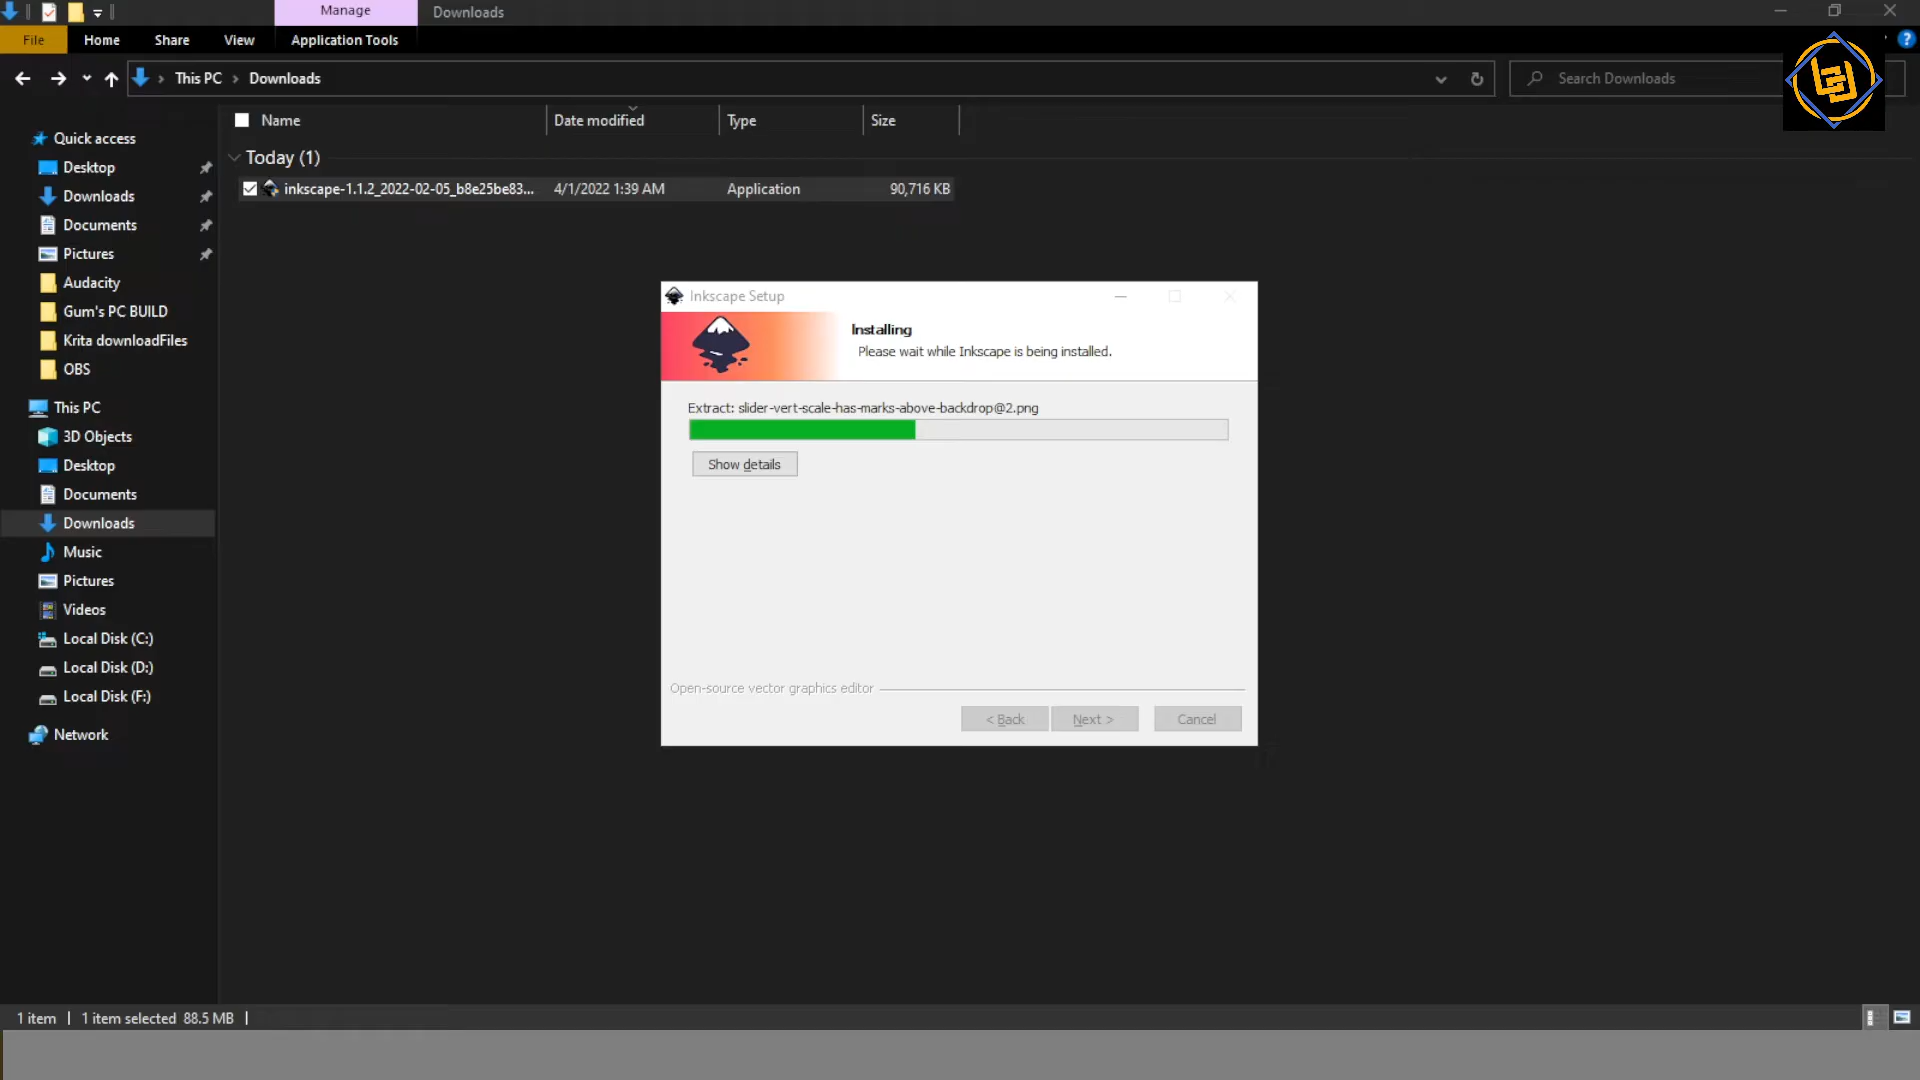 Manage
Downloads
File
Home
Share
View
Application Tools
?
This PC
Downloads
Search Downloads
Name
Date modified
Type
Size
Quick access
Today (1)
Desktop
inkscape-1.1.2_2022-02-05_b8e25be83...
4/1/2022 1:39 AM
Application
90,716 KB
Downloads
Documents
Pictures
Audacity
Gum's PC BUILD
Krita downloadFiles
OBS
This PC
3D Objects
Desktop
Documents
Downloads
Music
Pictures
Videos
Local Disk (C:)
Local Disk (D:)
Local Disk (F:)
Network
Inkscape Setup
Installing
Please wait while Inkscape is being installed.
Extract: slider-vert-scale-has-marks-above-backdrop@2.png
Show details
Open-source vector graphics editor
< Back
Next >
Cancel
1 item
1 item selected 88.5 MB